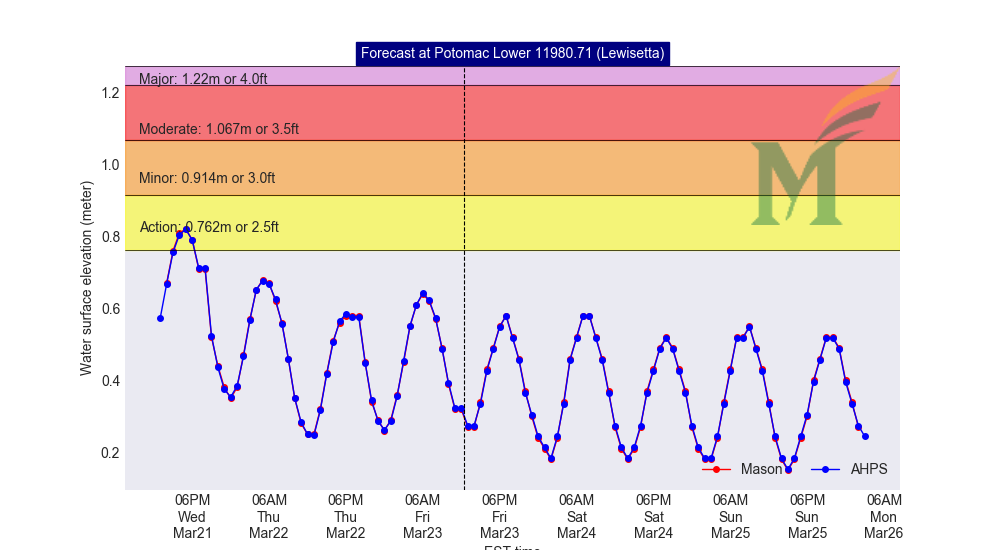 Forecast at Potomac Lower 11980.71 (Lewisetta)
Major: 1.22m or 4.0ft
Moderate: 1.067m or 3.5ft
Minor: 0.914m or 3.0ft
Action: 0.762m or 2.5ft
Water surface elevation (meter)
1.2
1.0
0.8
0.6
0.4
0.2
M
Mason
AHPS
06PM 06AM 06PM 06AM 06PM 06AM 06PM 06AM 06PM 06AM
Wed Thu Thu Fri Fri Sat Sat Sun Sun Mon
Mar21 Mar22 Mar22 Mar23 Mar23 Mar24 Mar24 Mar25 Mar25 Mar26
EST time